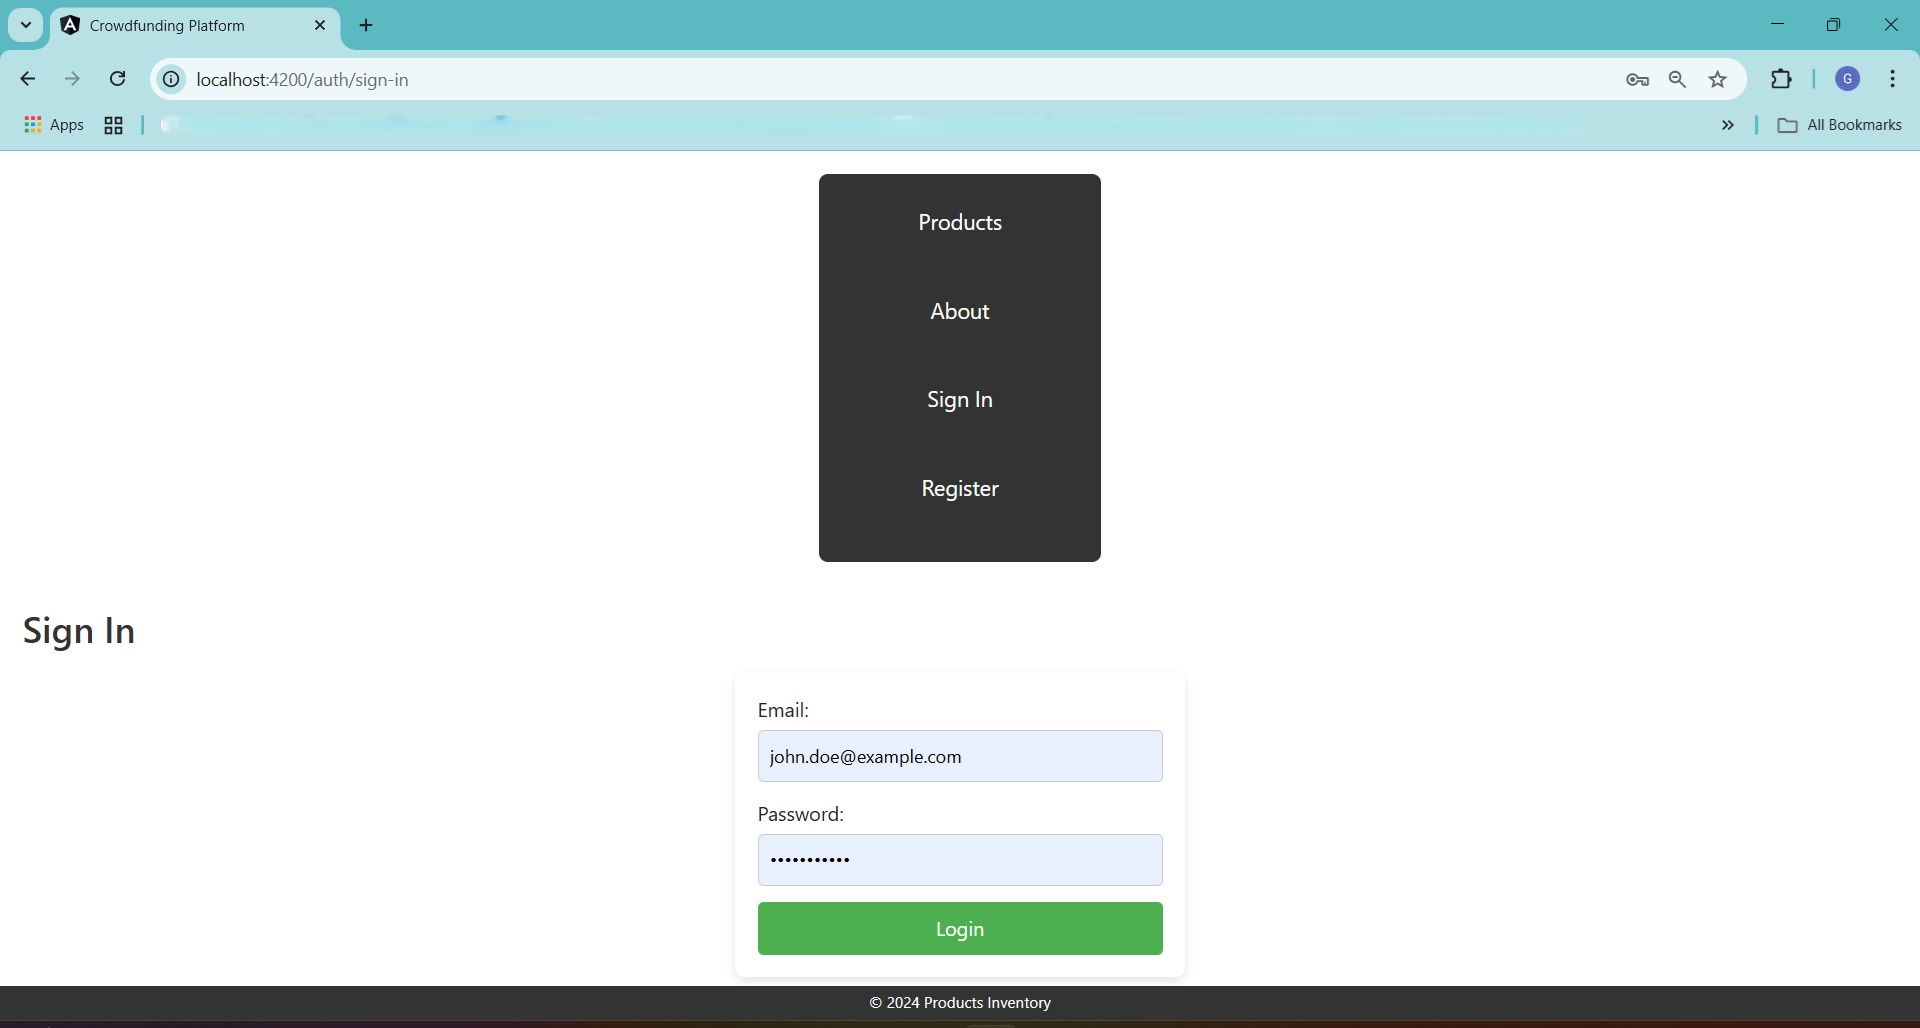 Crowdfunding Platform
localhost:4200/auth/sign-in
G
Apps
All Bookmarks
Products
About
Sign In
Register
Sign In
Email:
john.doe@example.com
Password:
•••••••••••
Login
© 2024 Products Inventory